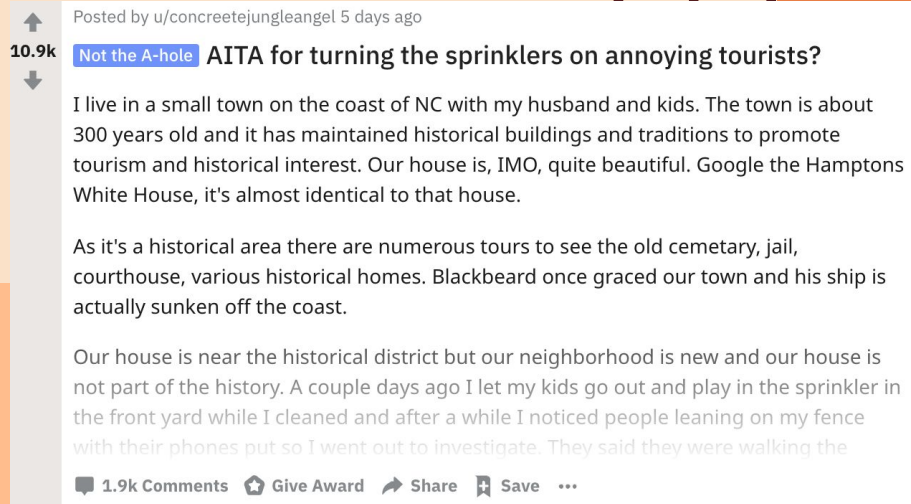 Posted by u/concreetejungleangel 5 days ago
10.9k
Not the A-hole AITA for turning the sprinklers on annoying tourists?
I live in a small town on the coast of NC with my husband and kids. The town is about
300 years old and it has maintained historical buildings and traditions to promote
tourism and historical interest. Our house is, IMO, quite beautiful. Google the Hamptons
White House, it's almost identical to that house.
As it's a historical area there are numerous tours to see the old cemetary, jail,
courthouse, various historical homes. Blackbeard once graced our town and his ship is
actually sunken off the coast.
Our house is near the historical district but our neighborhood is new and our house is
not part of the history. A couple days ago I let my kids go out and play in the sprinkler in
the front yard while I cleaned and after a while I noticed people leaning on my fence
with their phones put so I went out to investigate. They said they were walking the
1.9k Comments Give Award Share Save